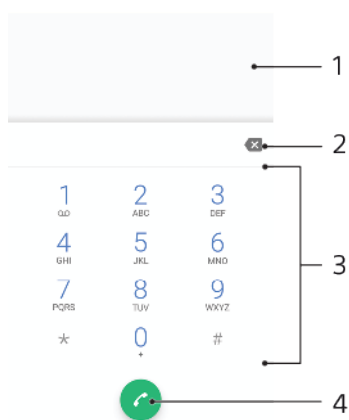 1
2
1 2 3
ABC DEF
4 5 6
GHI JKL MNO
3
7 8 9
PQRS TUV WXYZ
* 0 #
+
4